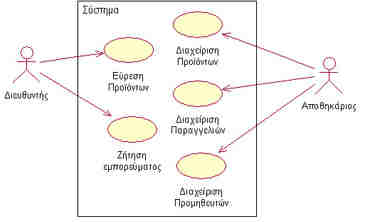 Σύστημα
Διαχείριση
Προϊόντων
Εύρεση
Προϊόντων
Διευθυντής
Αποθηκάριος
Διαχείριση
Παραγγελιών
Ζήτηση
εμπορεύματος
Διαχείριση
Προμηθευτών